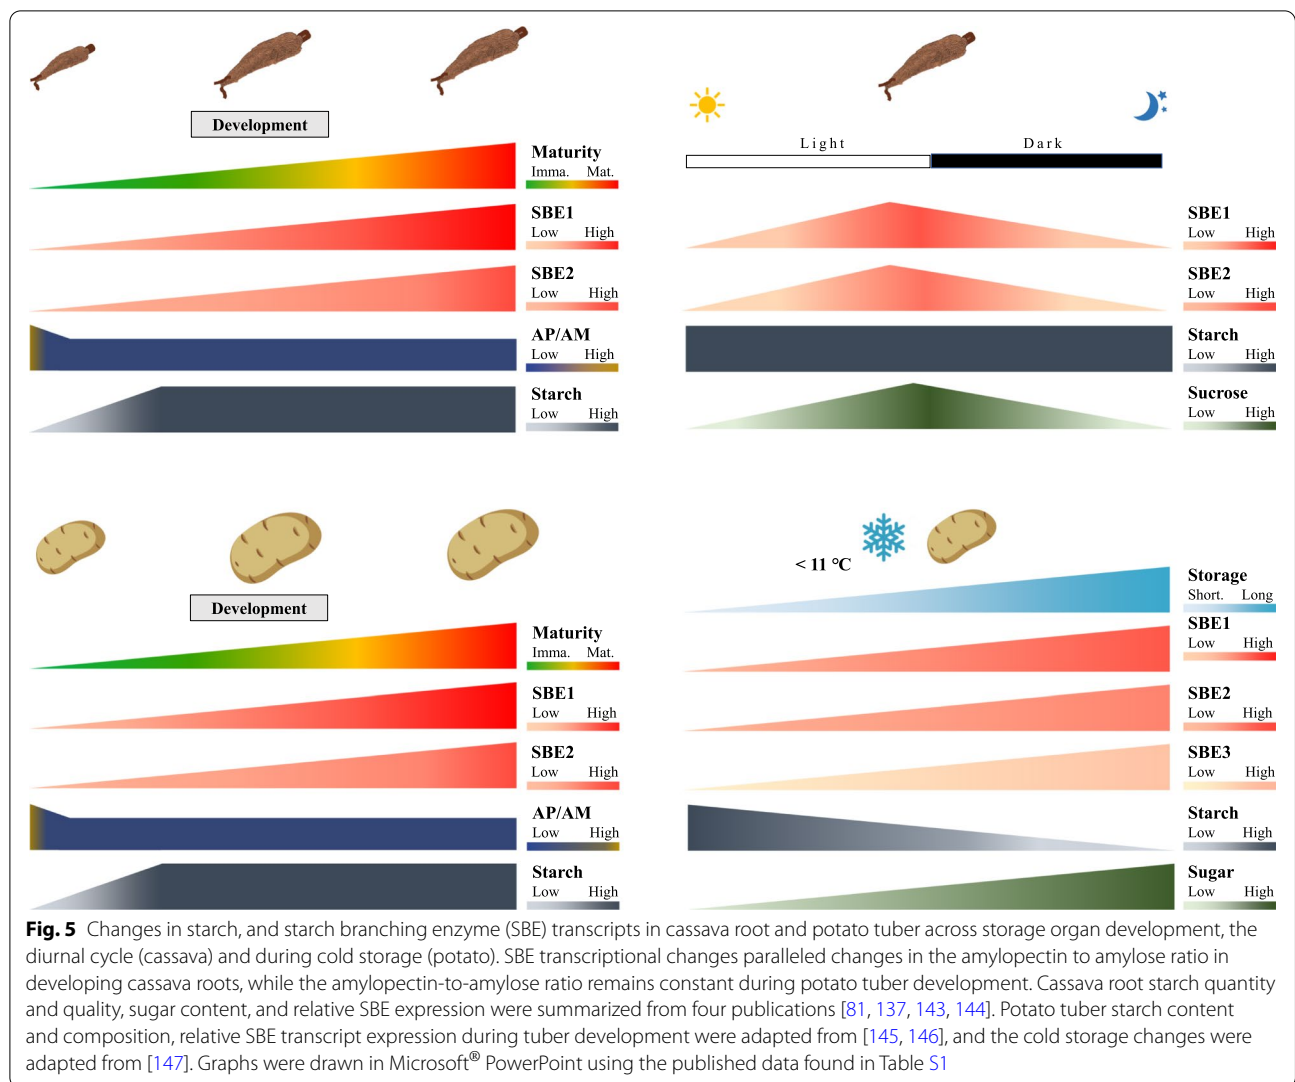 Development
Maturity
Imma. Mat.
SBE1
Low High
SBE2
Low High
AP/AM
Low High
Starch
Low High
Light Dark
SBE1
Low High
SBE2
Low High
Starch
Low High
Sucrose
Low High
Development
Maturity
Imma. Mat.
SBE1
Low High
SBE2
Low High
AP/AM
Low High
Starch
Low High
< 11 °C
Storage
Short. Long
SBE1
Low High
SBE2
Low High
SBE3
Low High
Starch
Low High
Sugar
Low High
Fig. 5 Changes in starch, and starch branching enzyme (SBE) transcripts in cassava root and potato tuber across storage organ development, the
diurnal cycle (cassava) and during cold storage (potato). SBE transcriptional changes paralleled changes in the amylopectin to amylose ratio in
developing cassava roots, while the amylopectin-to-amylose ratio remains constant during potato tuber development. Cassava root starch quantity
and quality, sugar content, and relative SBE expression were summarized from four publications [81, 137, 143, 144]. Potato tuber starch content
and composition, relative SBE transcript expression during tuber development were adapted from [145, 146], and the cold storage changes were
adapted from [147]. Graphs were drawn in Microsoft® PowerPoint using the published data found in Table S1